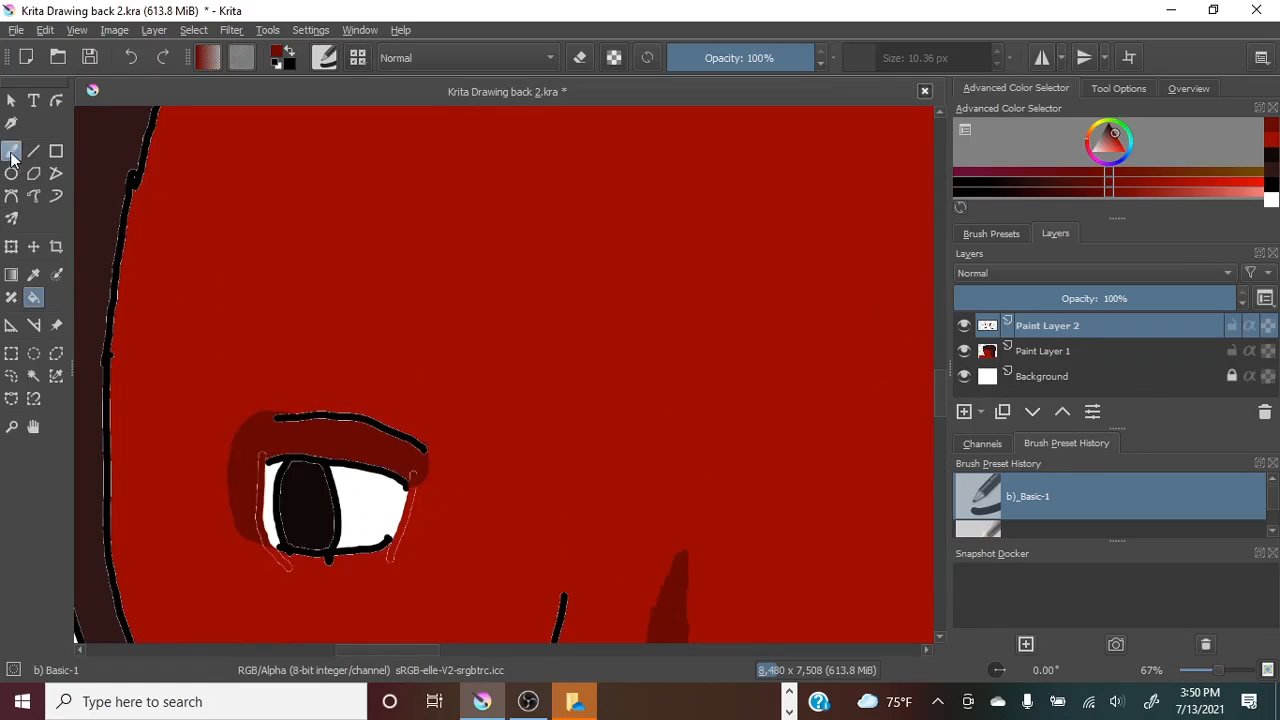 Krita Drawing back 2.kra (613.8 MiB) * - Krita
File Edit View Image Layer Select Filter Tools Settings Window Help
Normal
Opacity: 100%
Size: 10.36 px
Krita Drawing back 2.kra *
Advanced Color Selector Tool Options Overview
Advanced Color Selector
Brush Presets Layers
Layers
Normal
Opacity: 100%
Paint Layer 2
Paint Layer 1
Background
Channels Brush Preset History
Brush Preset History
b)_Basic-1
Snapshot Docker
b) Basic-1
RGB/Alpha (8-bit integer/channel) sRGB-elle-V2-srgbtrc.icc
8,480 x 7,508 (613.8 MiB)
0.00°
67%
Type here to search
75°F
3:50 PM
7/13/2021